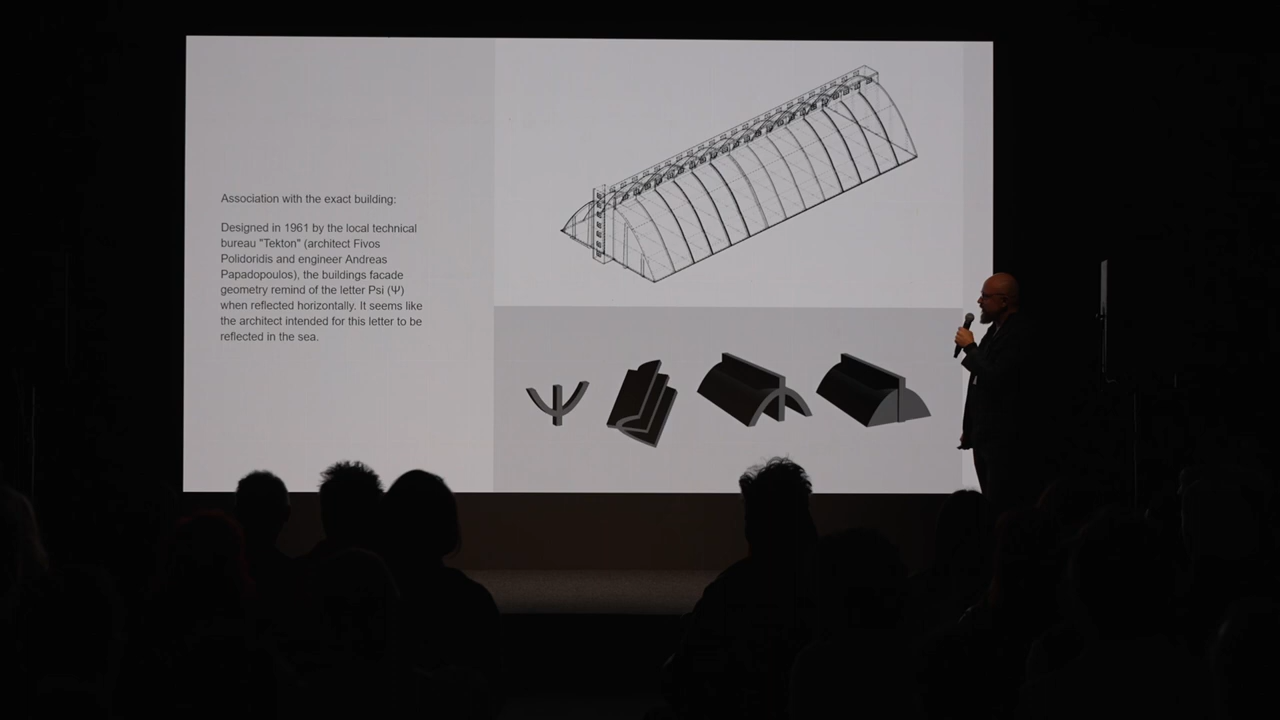 Association with the exact building:
Designed in 1961 by the local technical
bureau "Tekton" (architect Fivos
Polidoridis and engineer Andreas
Papadopoulos), the buildings facade
geometry remind of the letter Psi (Ψ)
when reflected horizontally. It seems like
the architect intended for this letter to be
reflected in the sea.